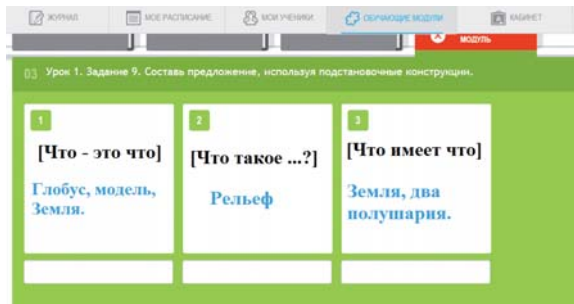 ЖУРНАЛ
МОЕ РАСПИСАНИЕ
МОИ УЧЕНИКИ
ОБУЧАЮЩИЕ МОДУЛИ
КАБИНЕТ
МОДУЛЬ
03 Урок 1. Задание 9. Составь предложение, используя подстановочные конструкции.
1
[Что - это что]
Глобус, модель,
Земля.
2
[Что такое ...?]
Рельеф
3
[Что имеет что]
Земля, два
полушария.